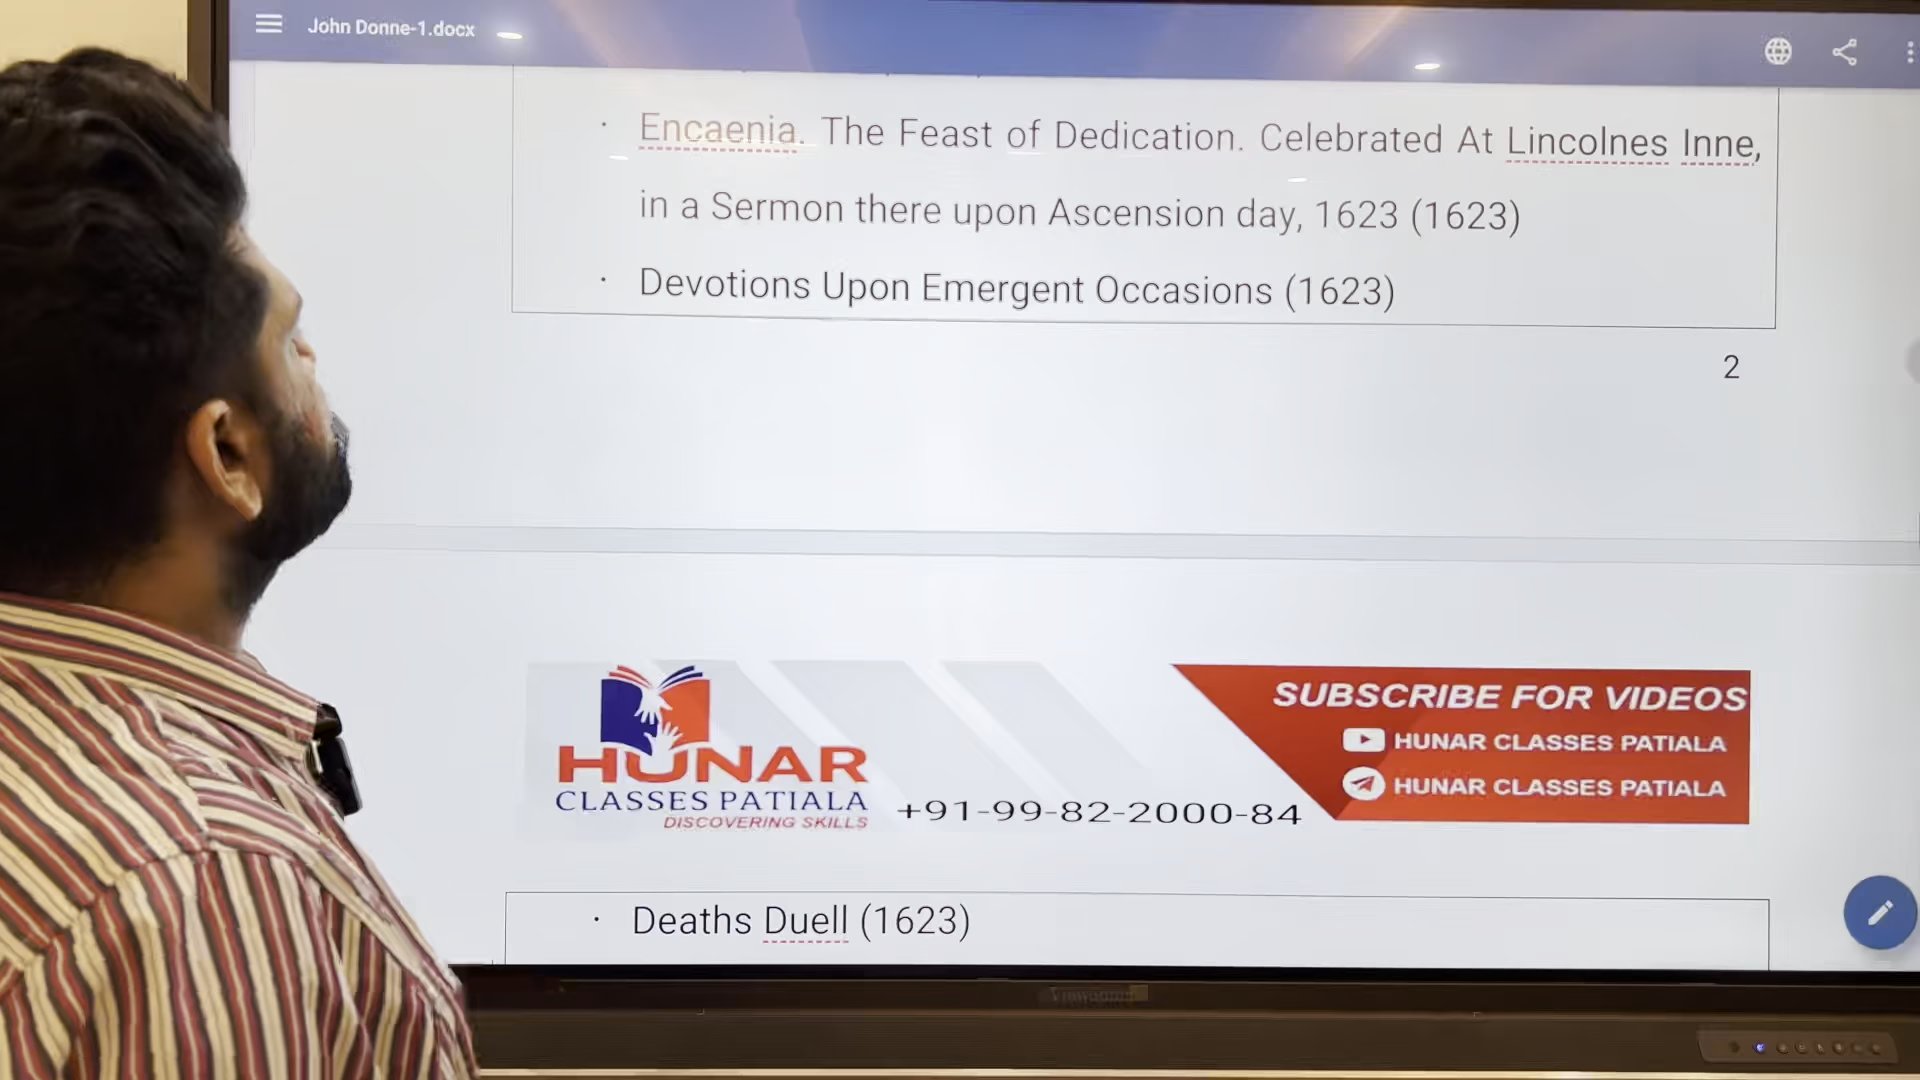 John Donne-1.docx
· Encaenia. The Feast of Dedication. Celebrated At Lincolnes Inne,
in a Sermon there upon Ascension day, 1623 (1623)
· Devotions Upon Emergent Occasions (1623)
2
HUNAR
CLASSES PATIALA
DISCOVERING SKILLS
+91-99-82-2000-84
SUBSCRIBE FOR VIDEOS
HUNAR CLASSES PATIALA
HUNAR CLASSES PATIALA
· Deaths Duell (1623)